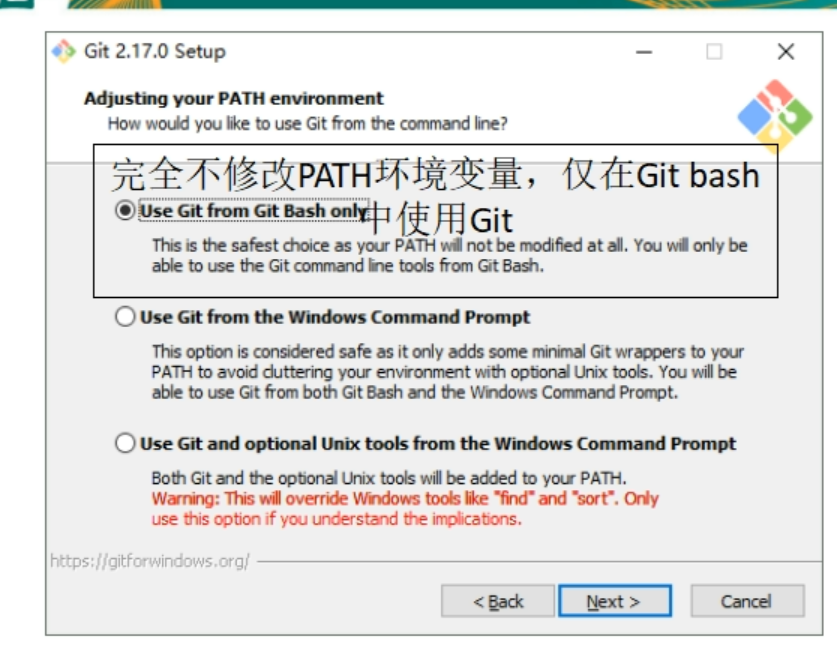 Git 2.17.0 Setup
Adjusting your PATH environment
How would you like to use Git from the command line?
完全不修改PATH环境变量，仅在Git bash
中使用Git
Use Git from Git Bash only
This is the safest choice as your PATH will not be modified at all. You will only be
able to use the Git command line tools from Git Bash.
Use Git from the Windows Command Prompt
This option is considered safe as it only adds some minimal Git wrappers to your
PATH to avoid cluttering your environment with optional Unix tools. You will be
able to use Git from both Git Bash and the Windows Command Prompt.
Use Git and optional Unix tools from the Windows Command Prompt
Both Git and the optional Unix tools will be added to your PATH.
Warning: This will override Windows tools like "find" and "sort". Only
use this option if you understand the implications.
https://gitforwindows.org/
< Back
Next >
Cancel